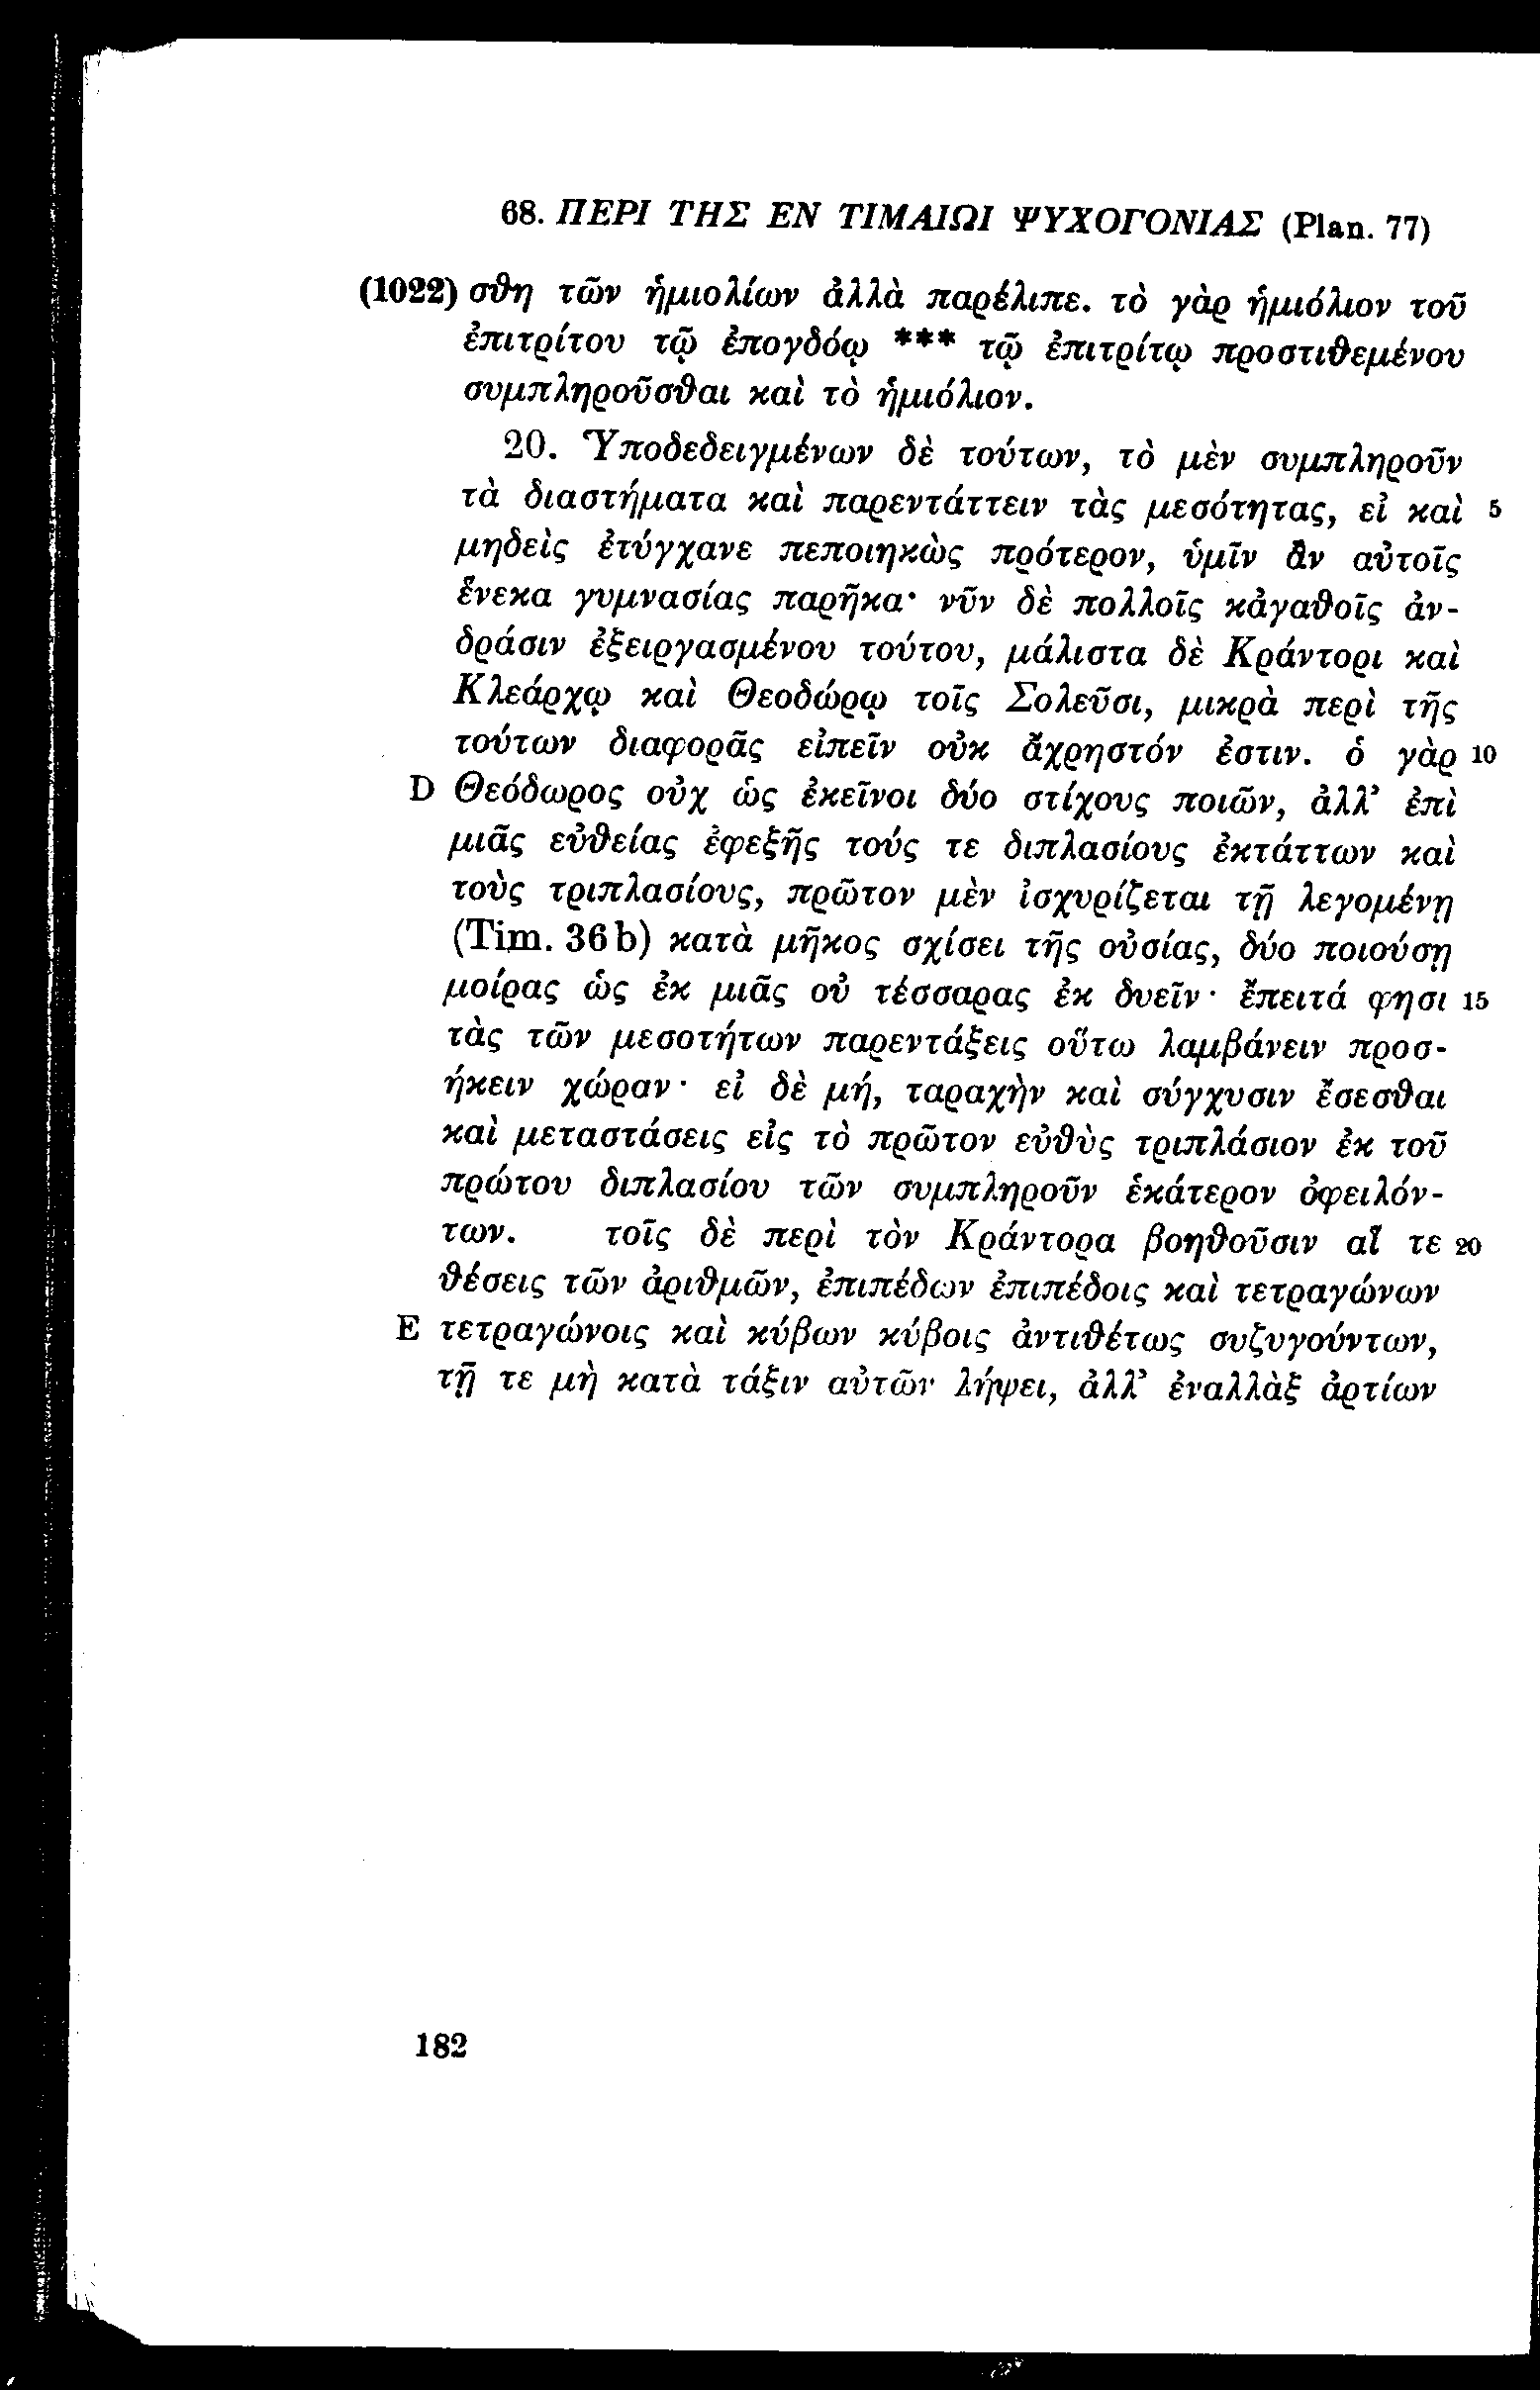 68. ΠΕΡΙ ΤΗΣ ΕΝ ΤΙΜΑΙΩΙ ΨΥΧΟΓΟΝΙΑΣ (Plan. 77)
(1022) σθη τῶν ἡμιολίων ἀλλὰ παρέλιπε. τὸ γὰρ ἡμιόλιον τοῦ
ἐπιτρίτου τῷ ἐπογδόῳ *** τῷ ἐπιτρίτῳ προστιθεμένου
συμπληροῦσθαι καὶ τὸ ἡμιόλιον.
20. Ὑποδεδειγμένων δὲ τούτων, τὸ μὲν συμπληροῦν
τὰ διαστήματα καὶ παρεντάττειν τὰς μεσότητας, εἰ καὶ 5
μηδεὶς ἐτύγχανε πεποιηκὼς πρότερον, ὑμῖν ἂν αὐτοῖς
ἕνεκα γυμνασίας παρῆκα· νῦν δὲ πολλοῖς κἀγαθοῖς ἀν-
δράσιν ἐξειργασμένου τούτου, μάλιστα δὲ Κράντορι καὶ
Κλεάρχῳ καὶ Θεοδώρῳ τοῖς Σολεῦσι, μικρὰ περὶ τῆς
τούτων διαφορᾶς εἰπεῖν οὐκ ἄχρηστόν ἐστιν. ὁ γὰρ 10
D Θεόδωρος οὐχ ὡς ἐκεῖνοι δύο στίχους ποιῶν, ἀλλ’ ἐπὶ
μιᾶς εὐθείας ἐφεξῆς τούς τε διπλασίους ἐκτάττων καὶ
τοὺς τριπλασίους, πρῶτον μὲν ἰσχυρίζεται τῇ λεγομένῃ
(Tim. 36 b) κατὰ μῆκος σχίσει τῆς οὐσίας, δύο ποιούσῃ
μοίρας ὡς ἐκ μιᾶς οὐ τέσσαρας ἐκ δυεῖν· ἔπειτά φησι 15
τὰς τῶν μεσοτήτων παρεντάξεις οὕτω λαμβάνειν προσ-
ήκειν χώραν· εἰ δὲ μή, ταραχὴν καὶ σύγχυσιν ἔσεσθαι
καὶ μεταστάσεις εἰς τὸ πρῶτον εὐθὺς τριπλάσιον ἐκ τοῦ
πρώτου διπλασίου τῶν συμπληροῦν ἑκάτερον ὀφειλόν-
των. τοῖς δὲ περὶ τὸν Κράντορα βοηθοῦσιν αἵ τε 20
θέσεις τῶν ἀριθμῶν, ἐπιπέδων ἐπιπέδοις καὶ τετραγώνων
E τετραγώνοις καὶ κύβων κύβοις ἀντιθέτως συζυγούντων,
τῇ τε μὴ κατὰ τάξιν αὐτῶν λήψει, ἀλλ’ ἐναλλὰξ ἀρτίων
182